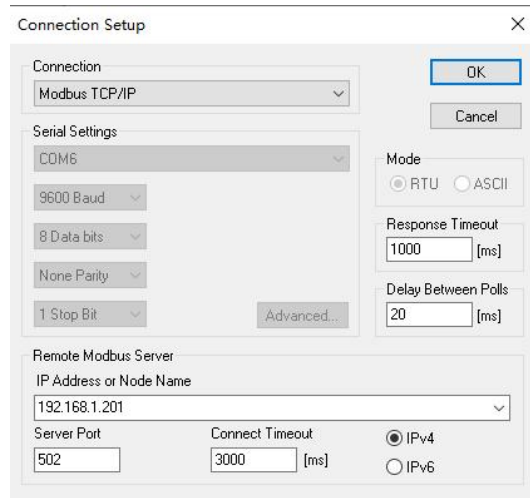 Connection Setup
Connection
Modbus TCP/IP
OK
Cancel
Serial Settings
COM6
9600 Baud
8 Data bits
None Parity
1 Stop Bit
Advanced...
Mode
RTU ASCII
Response Timeout
1000 [ms]
Delay Between Polls
20 [ms]
Remote Modbus Server
IP Address or Node Name
192.168.1.201
Server Port Connect Timeout
502 3000 [ms]
IPv4
IPv6